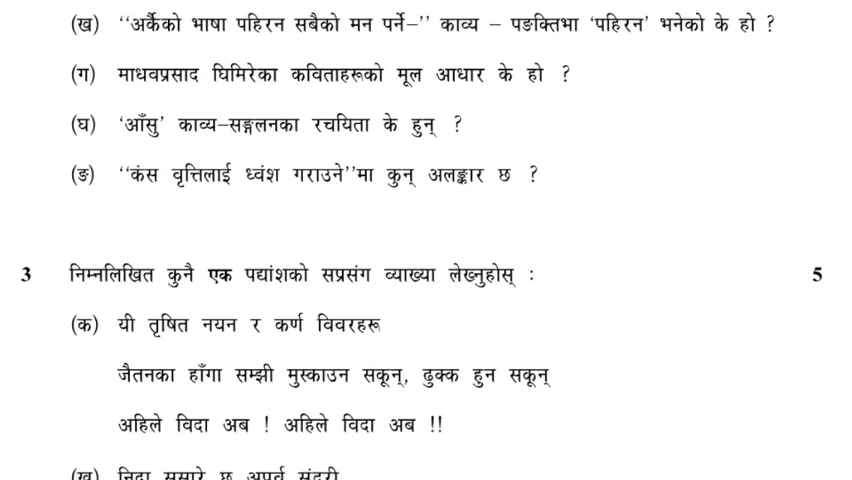 (ख) ‘‘अर्कैको भाषा पहिरन सबैको मन पर्ने–’’ काव्य – पङक्तिभा ‘पहिरन’ भनेको के हो ?
(ग) माधवप्रसाद घिमिरेका कविताहरूको मूल आधार के हो ?
(घ) ‘आँसु’ काव्य–सङ्गलनका रचयिता के हुन् ?
(ङ) ‘‘कंस वृत्तिलाई ध्वंश गराउने’’मा कुन् अलङ्कार छ ?
3 निम्नलिखित कुनै एक पद्यांशको सप्रसंग व्याख्या लेख्नुहोस् : 5
(क) यी तृषित नयन र कर्ण विवरहरू
जैतनका हाँगा सम्झी मुस्काउन सकून्, ढुक्क हुन सकून्
अहिले विदा अब ! अहिले विदा अब !!